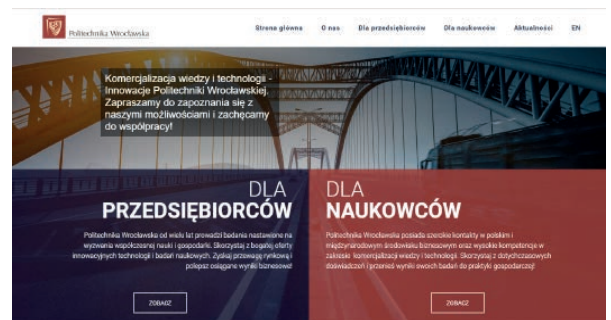 Politechnika Wrocławska
Strona główna O nas Dla przedsiębiorców Dla naukowców Aktualności EN
Komercjalizacja wiedzy i technologii -
Innowacje Politechniki Wrocławskiej.
Zapraszamy do zapoznania się z
naszymi możliwościami i zachęcamy
do współpracy!
DLA
PRZEDSIĘBIORCÓW
Politechnika Wrocławska od wielu lat prowadzi badania nastawione na
wyzwania współczesnej nauki i gospodarki. Skorzystaj z bogatej oferty
innowacyjnych technologii i badań naukowych. Zyskaj przewagę rynkową i
polepsz osiągane wyniki biznesowe!
ZOBACZ
DLA
NAUKOWCÓW
Politechnika Wrocławska posiada szerokie kontakty w polskim i
międzynarodowym środowisku biznesowym oraz wysokie kompetencje w
zakresie komercjalizacji wiedzy i technologii. Skorzystaj z dotychczasowych
doświadczeń i przenieś wyniki swoich badań do praktyki gospodarczej!
ZOBACZ